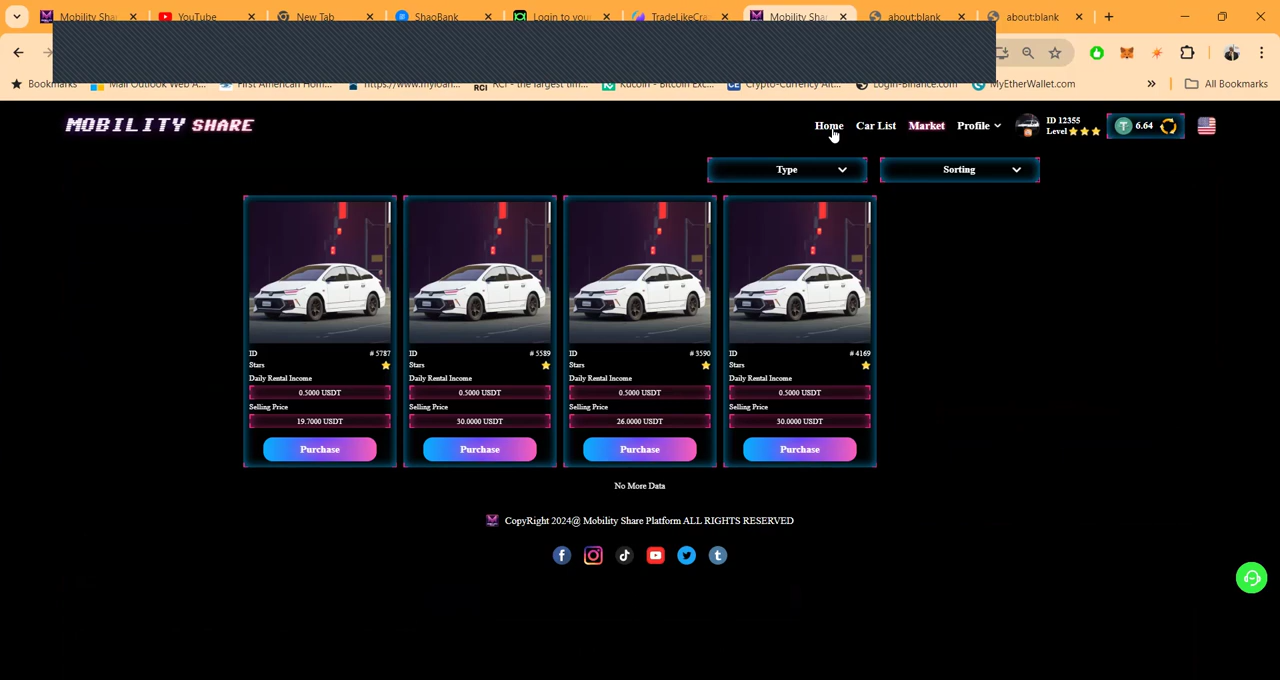 Mobility Sha
YouTube
New Tab
ShaoBank
Login to your
TradeLikeCra
Mobility Sha
about:blank
about:blank
Bookmarks
Mail Outlook Web A...
First American Hom...
https://www.myloan...
RCI - the largest tim...
Kucoin - Bitcoin Exc...
Crypto-Currency Alt...
Login-Binance.com
MyEtherWallet.com
»
All Bookmarks
MOBILITY SHARE
Home
Car List
Market
Profile
ID 12355
Level
6.64
Type
Sorting
ID # 5787
Stars
Daily Rental Income
0.5000 USDT
Selling Price
19.7000 USDT
Purchase
ID # 5589
Stars
Daily Rental Income
0.5000 USDT
Selling Price
30.0000 USDT
Purchase
ID # 3590
Stars
Daily Rental Income
0.5000 USDT
Selling Price
26.0000 USDT
Purchase
ID # 4169
Stars
Daily Rental Income
0.5000 USDT
Selling Price
30.0000 USDT
Purchase
No More Data
CopyRight 2024@ Mobility Share Platform ALL RIGHTS RESERVED